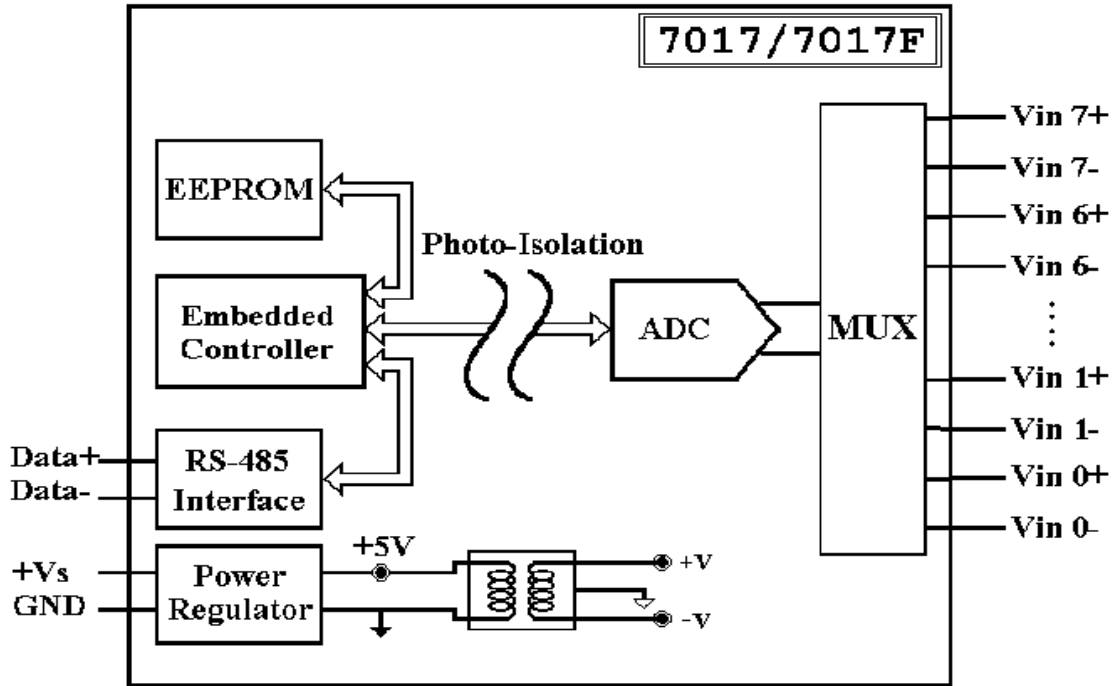 7017/7017F
EEPROM
Photo-Isolation
Embedded
Controller
ADC
MUX
Vin 7+
Vin 7-
Vin 6+
Vin 6-
Vin 1+
Vin 1-
Vin 0+
Vin 0-
Data+
Data-
RS-485
Interface
+Vs
GND
Power
Regulator
+5V
+V
-V